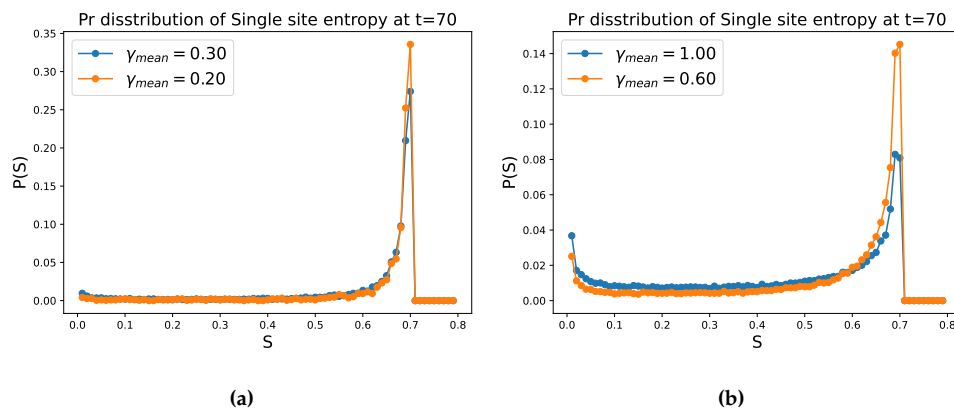 Pr disstribution of Single site entropy at t=70
0.35
0.30
0.25
0.20
0.15
0.10
0.05
0.00
P(S)
γmean = 0.30
γmean = 0.20
0.0 0.1 0.2 0.3 0.4 0.5 0.6 0.7 0.8
S
(a)
Pr disstribution of Single site entropy at t=70
0.14
0.12
0.10
0.08
0.06
0.04
0.02
0.00
P(S)
γmean = 1.00
γmean = 0.60
0.0 0.1 0.2 0.3 0.4 0.5 0.6 0.7 0.8
S
(b)